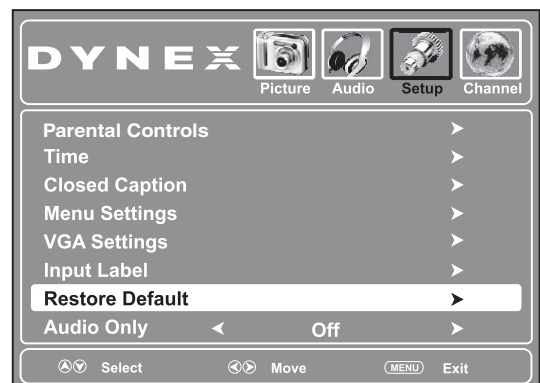 DYNEX
Picture Audio Setup Channel
Parental Controls
Time
Closed Caption
Menu Settings
VGA Settings
Input Label
Restore Default
Audio Only Off
Select Move MENU Exit